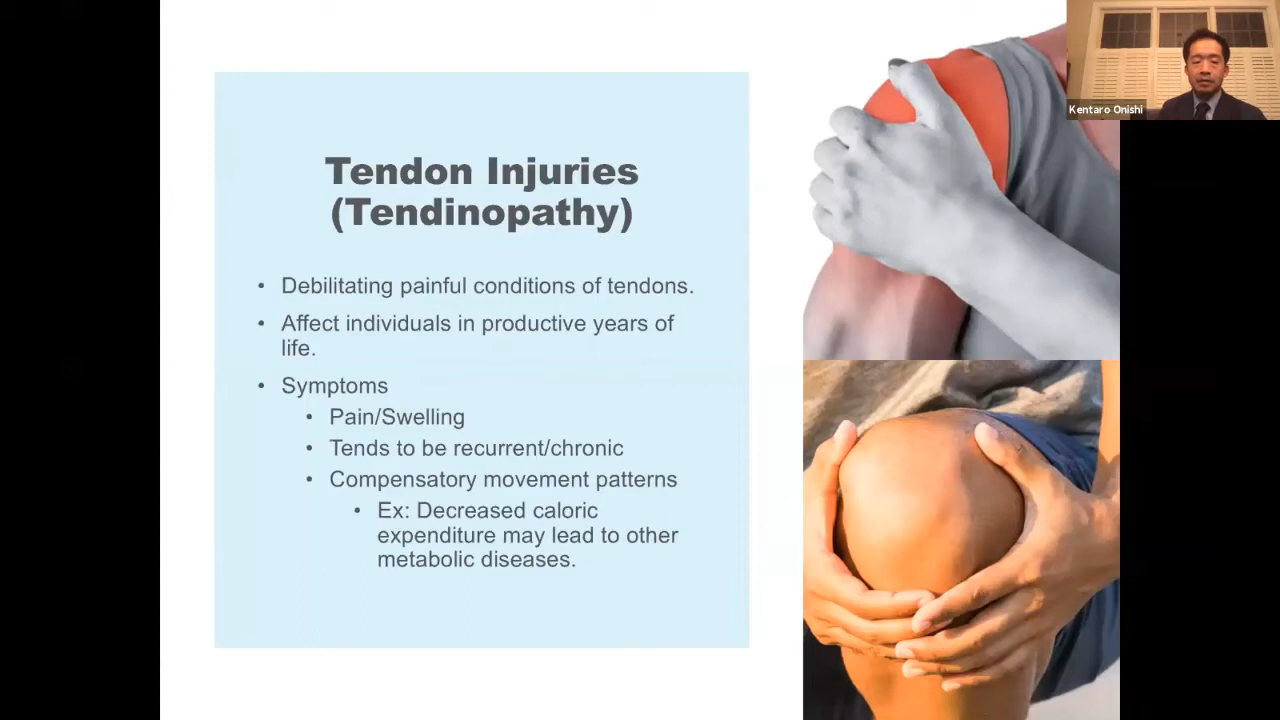 Tendon Injuries
(Tendinopathy)
• Debilitating painful conditions of tendons.
• Affect individuals in productive years of
life.
• Symptoms
• Pain/Swelling
• Tends to be recurrent/chronic
• Compensatory movement patterns
• Ex: Decreased caloric
expenditure may lead to other
metabolic diseases.
Kentaro Onishi